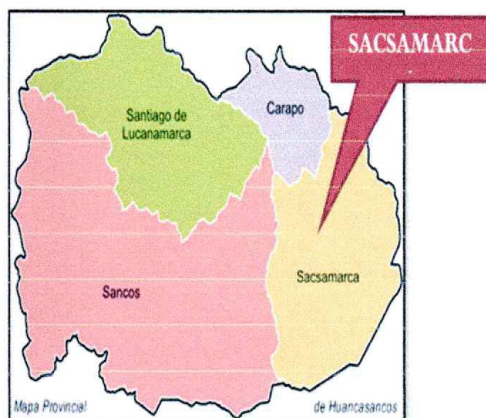 SACSAMARC
Santiago de
Lucanamarca
Carapo
Sacsamarca
Sancos
Mapa Provincial
de Huancasancos